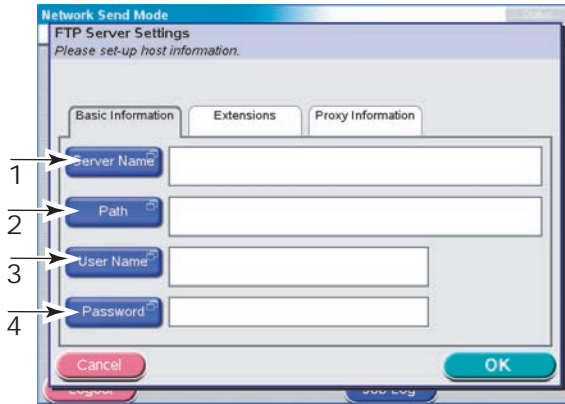 Network Send Mode
FTP Server Settings
Please set-up host information.
Basic Information Extensions Proxy Information
1 Server Name
2 Path
3 User Name
4 Password
Cancel OK
Logout Job Log